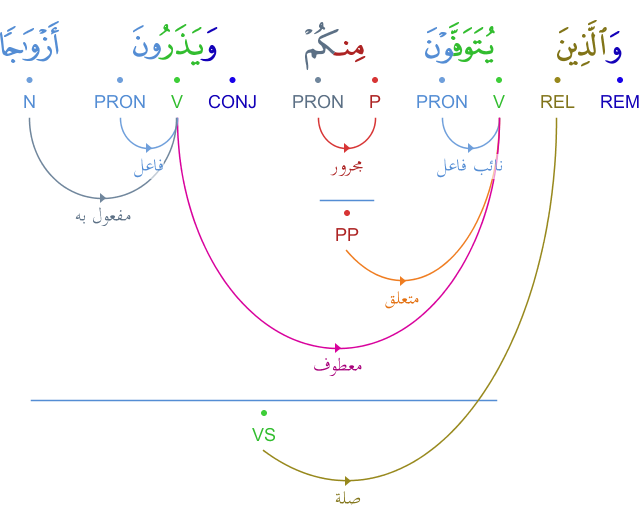 وَٱلَّذِينَ يُتَوَفَّوْنَ مِنكُمْ وَيَذَرُونَ أَزْوَٰجًا
REM REL V PRON P PRON CONJ V PRON N
نائب فاعل مجرور فاعل
مفعول به
PP
متعلق
معطوف
VS
صلة